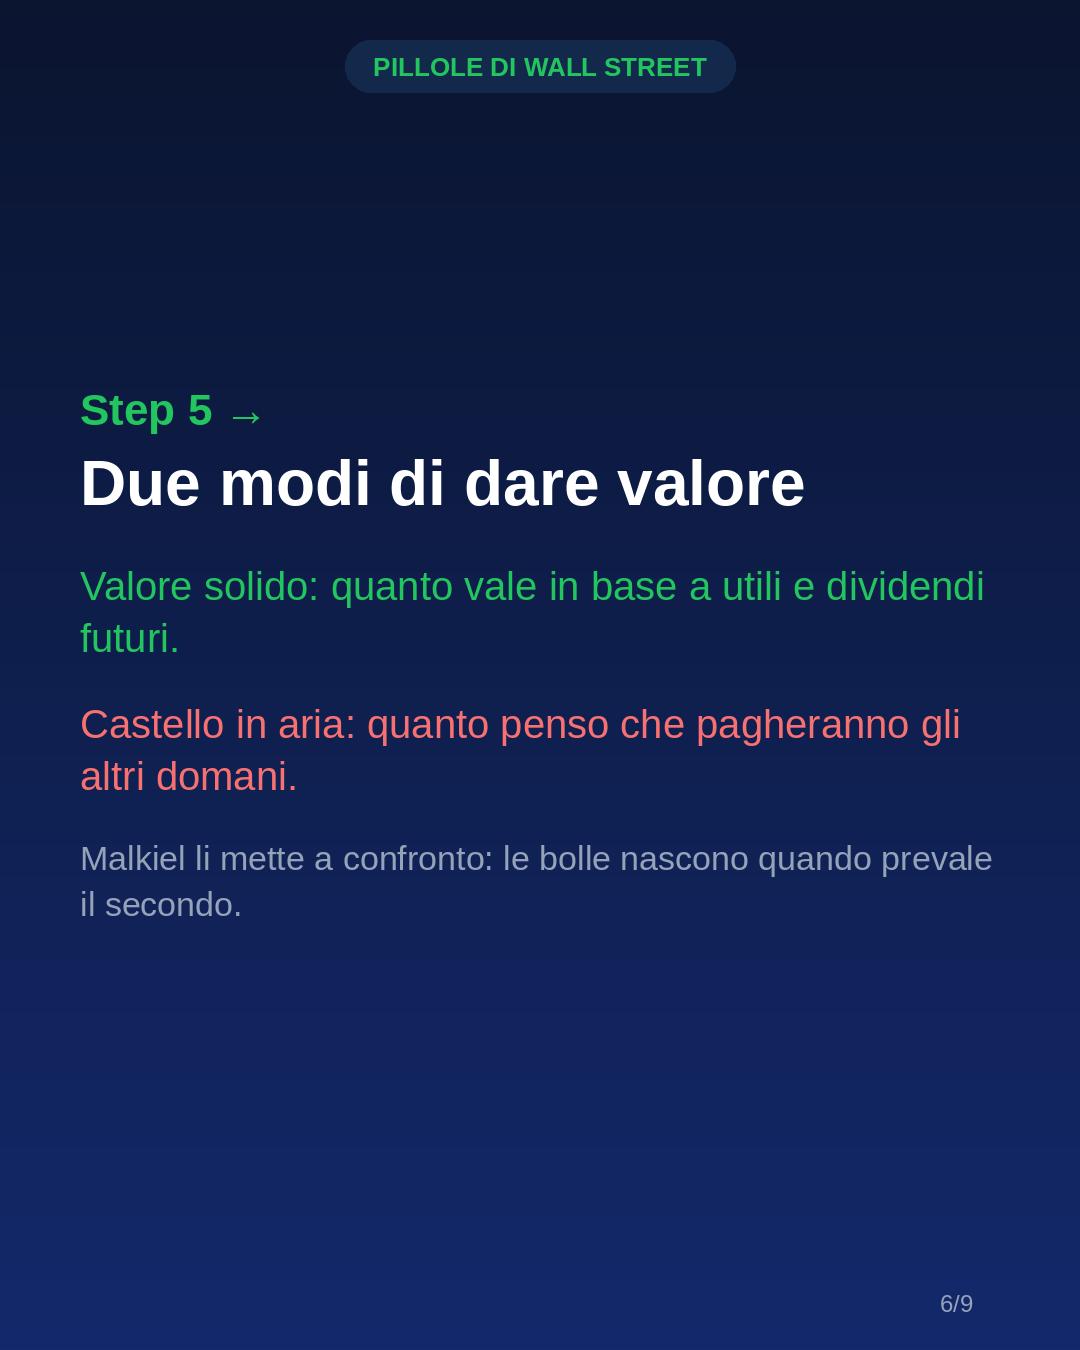 PILLOLE DI WALL STREET
Step 5 →
Due modi di dare valore
Valore solido: quanto vale in base a utili e dividendi
futuri.
Castello in aria: quanto penso che pagheranno gli
altri domani.
Malkiel li mette a confronto: le bolle nascono quando prevale
il secondo.
6/9